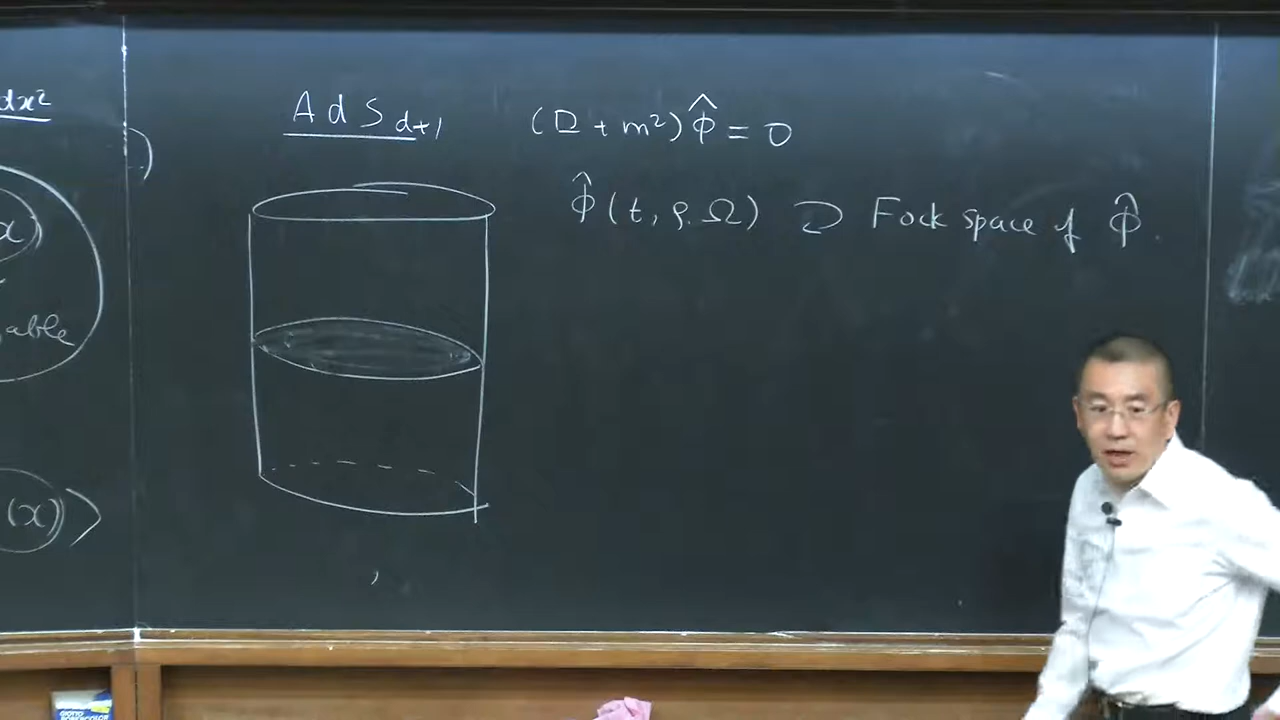 dx²
x)
able
(x)⟩
AdS_{d+1}
(□ + m²) φ̂ = 0
φ̂(t, ρ, Ω) ⊃ Fock space of φ̂.